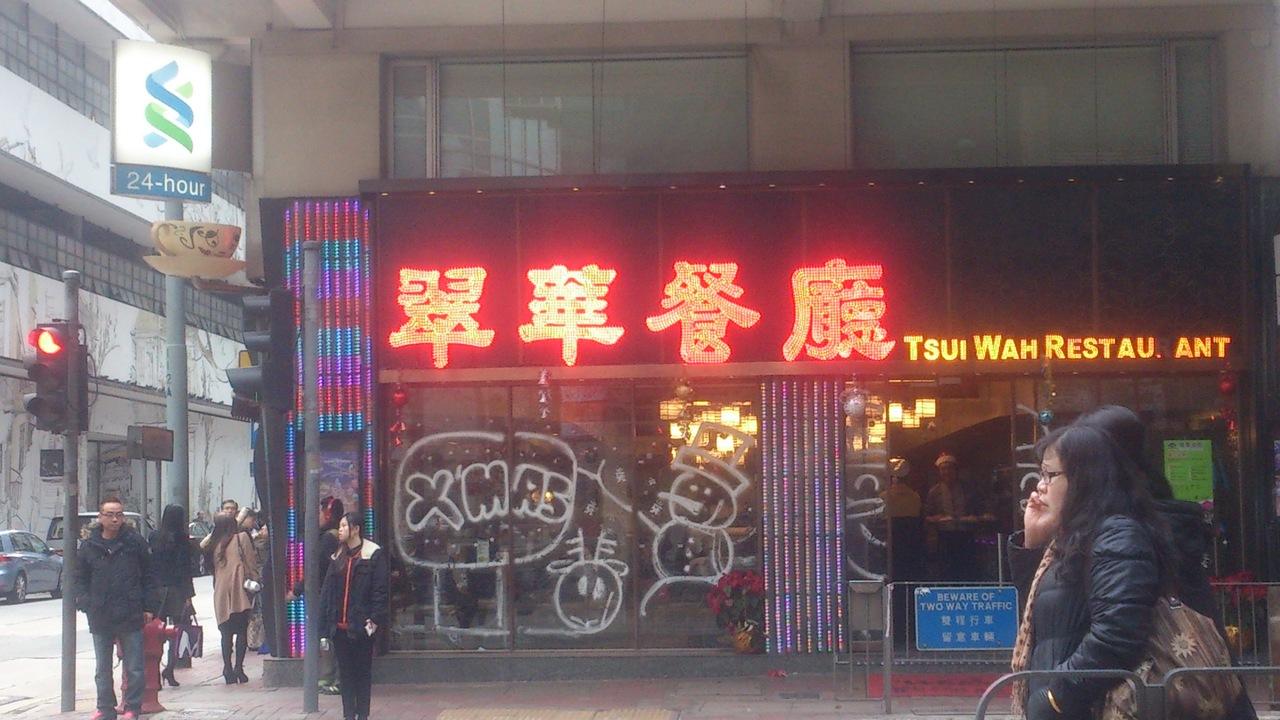 24-hour
翠華餐廳
TSUI WAH RESTAU. ANT
XMAS
BEWARE OF
TWO WAY TRAFFIC
雙程行車
留意車輛